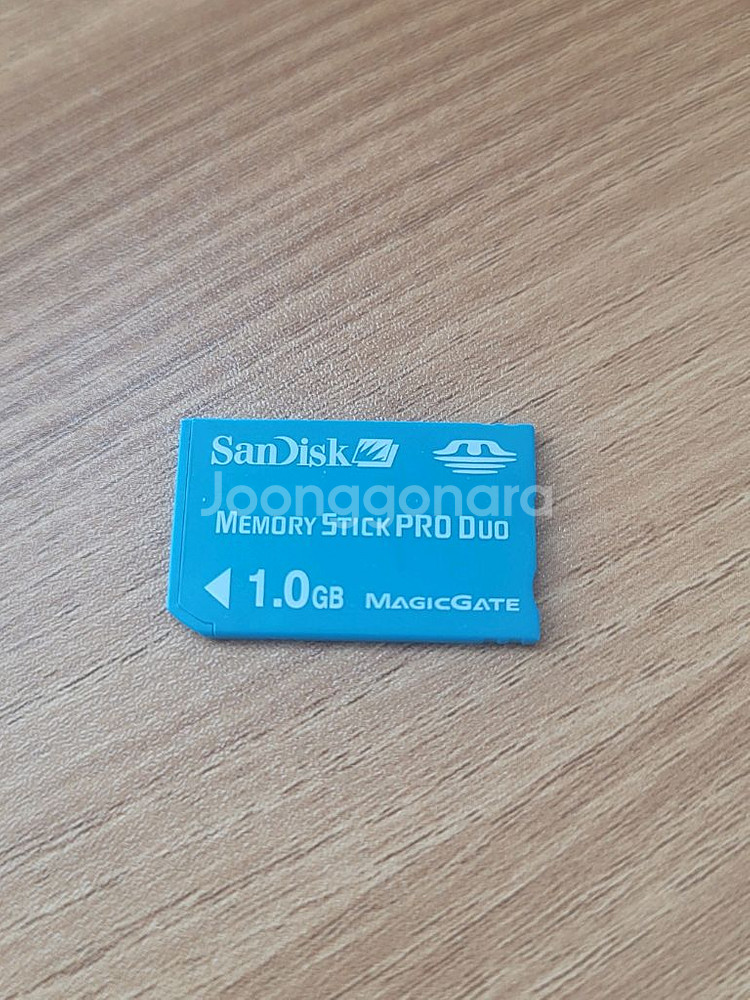 SanDisk
Joonggonara
MEMORY STICK PRO DUO
1.0GB MAGICGATE